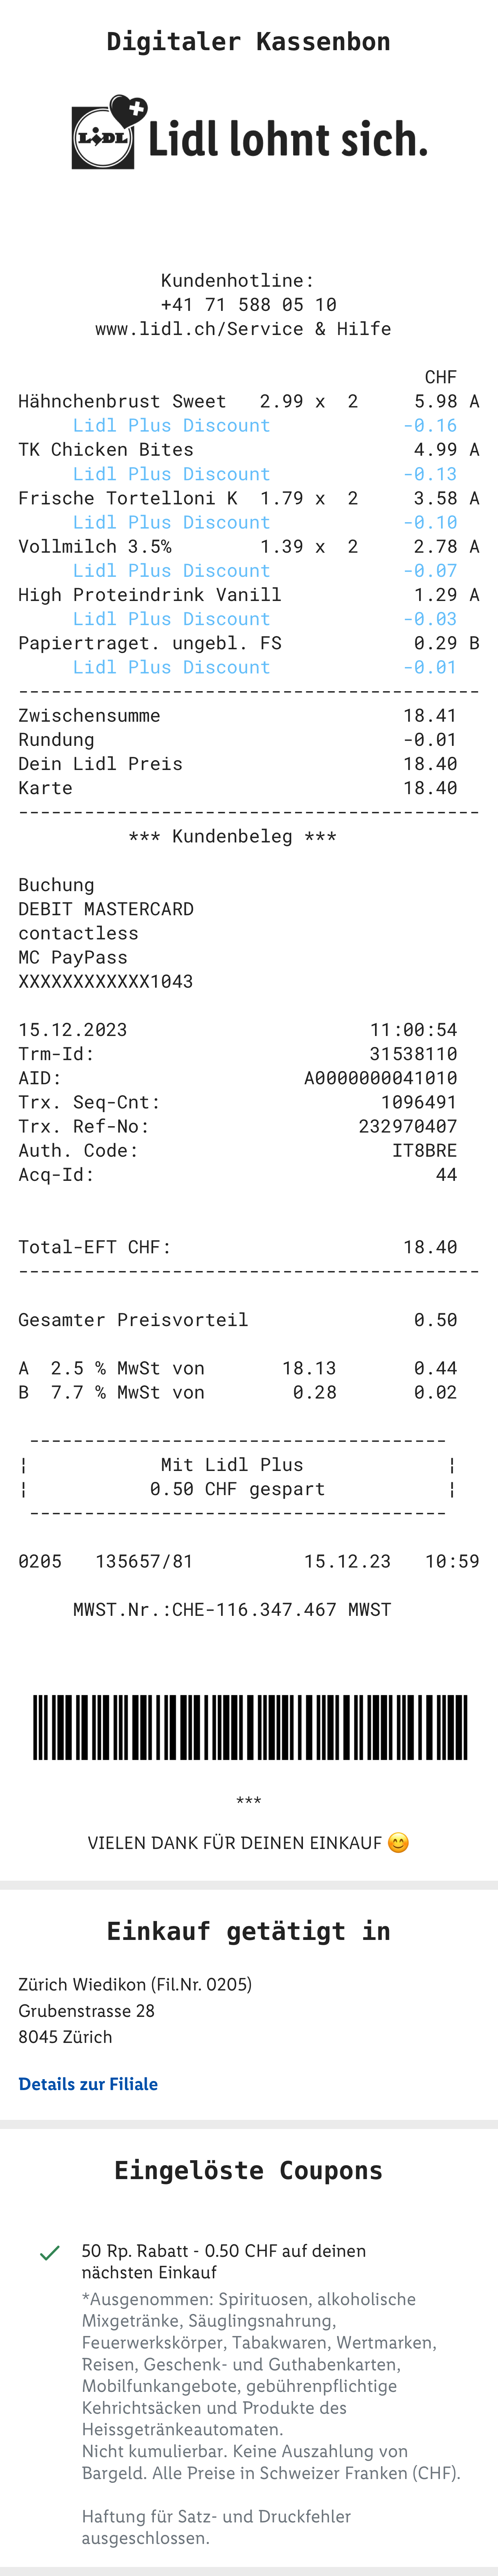 Digitaler Kassenbon
LIDL Lidl lohnt sich.
Kundenhotline:
+41 71 588 05 10
www.lidl.ch/Service & Hilfe
CHF
Hähnchenbrust Sweet 2.99 x 2 5.98 A
Lidl Plus Discount -0.16
TK Chicken Bites 4.99 A
Lidl Plus Discount -0.13
Frische Tortelloni K 1.79 x 2 3.58 A
Lidl Plus Discount -0.10
Vollmilch 3.5% 1.39 x 2 2.78 A
Lidl Plus Discount -0.07
High Proteindrink Vanill 1.29 A
Lidl Plus Discount -0.03
Papiertraget. ungebl. FS 0.29 B
Lidl Plus Discount -0.01
------------------------------------------
Zwischensumme 18.41
Rundung -0.01
Dein Lidl Preis 18.40
Karte 18.40
------------------------------------------
*** Kundenbeleg ***
Buchung
DEBIT MASTERCARD
contactless
MC PayPass
XXXXXXXXXXXX1043
15.12.2023 11:00:54
Trm-Id: 31538110
AID: A0000000041010
Trx. Seq-Cnt: 1096491
Trx. Ref-No: 232970407
Auth. Code: IT8BRE
Acq-Id: 44
Total-EFT CHF: 18.40
------------------------------------------
Gesamter Preisvorteil 0.50
A 2.5 % MwSt von 18.13 0.44
B 7.7 % MwSt von 0.28 0.02
--------------------------------------
¦ Mit Lidl Plus ¦
¦ 0.50 CHF gespart ¦
--------------------------------------
0205 135657/81 15.12.23 10:59
MWST.Nr.:CHE-116.347.467 MWST
***
VIELEN DANK FÜR DEINEN EINKAUF 😊
Einkauf getätigt in
Zürich Wiedikon (Fil.Nr. 0205)
Grubenstrasse 28
8045 Zürich
Details zur Filiale
Eingelöste Coupons
50 Rp. Rabatt - 0.50 CHF auf deinen
nächsten Einkauf
*Ausgenommen: Spirituosen, alkoholische
Mixgetränke, Säuglingsnahrung,
Feuerwerkskörper, Tabakwaren, Wertmarken,
Reisen, Geschenk- und Guthabenkarten,
Mobilfunkangebote, gebührenpflichtige
Kehrichtsäcken und Produkte des
Heissgetränkeautomaten.
Nicht kumulierbar. Keine Auszahlung von
Bargeld. Alle Preise in Schweizer Franken (CHF).
Haftung für Satz- und Druckfehler
ausgeschlossen.